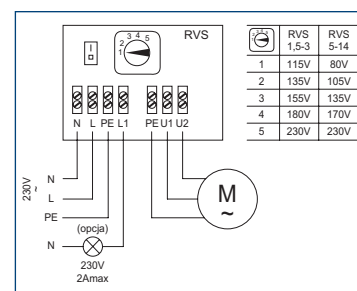 RVS
3 4
2 5
1
I
N L PE L1 PE U1 U2
230V
~
N
L
PE
(opcja)
N
230V
2Amax
M
~
RVS 1,5-3 RVS 5-14
1 115V 80V
2 135V 105V
3 155V 135V
4 180V 170V
5 230V 230V